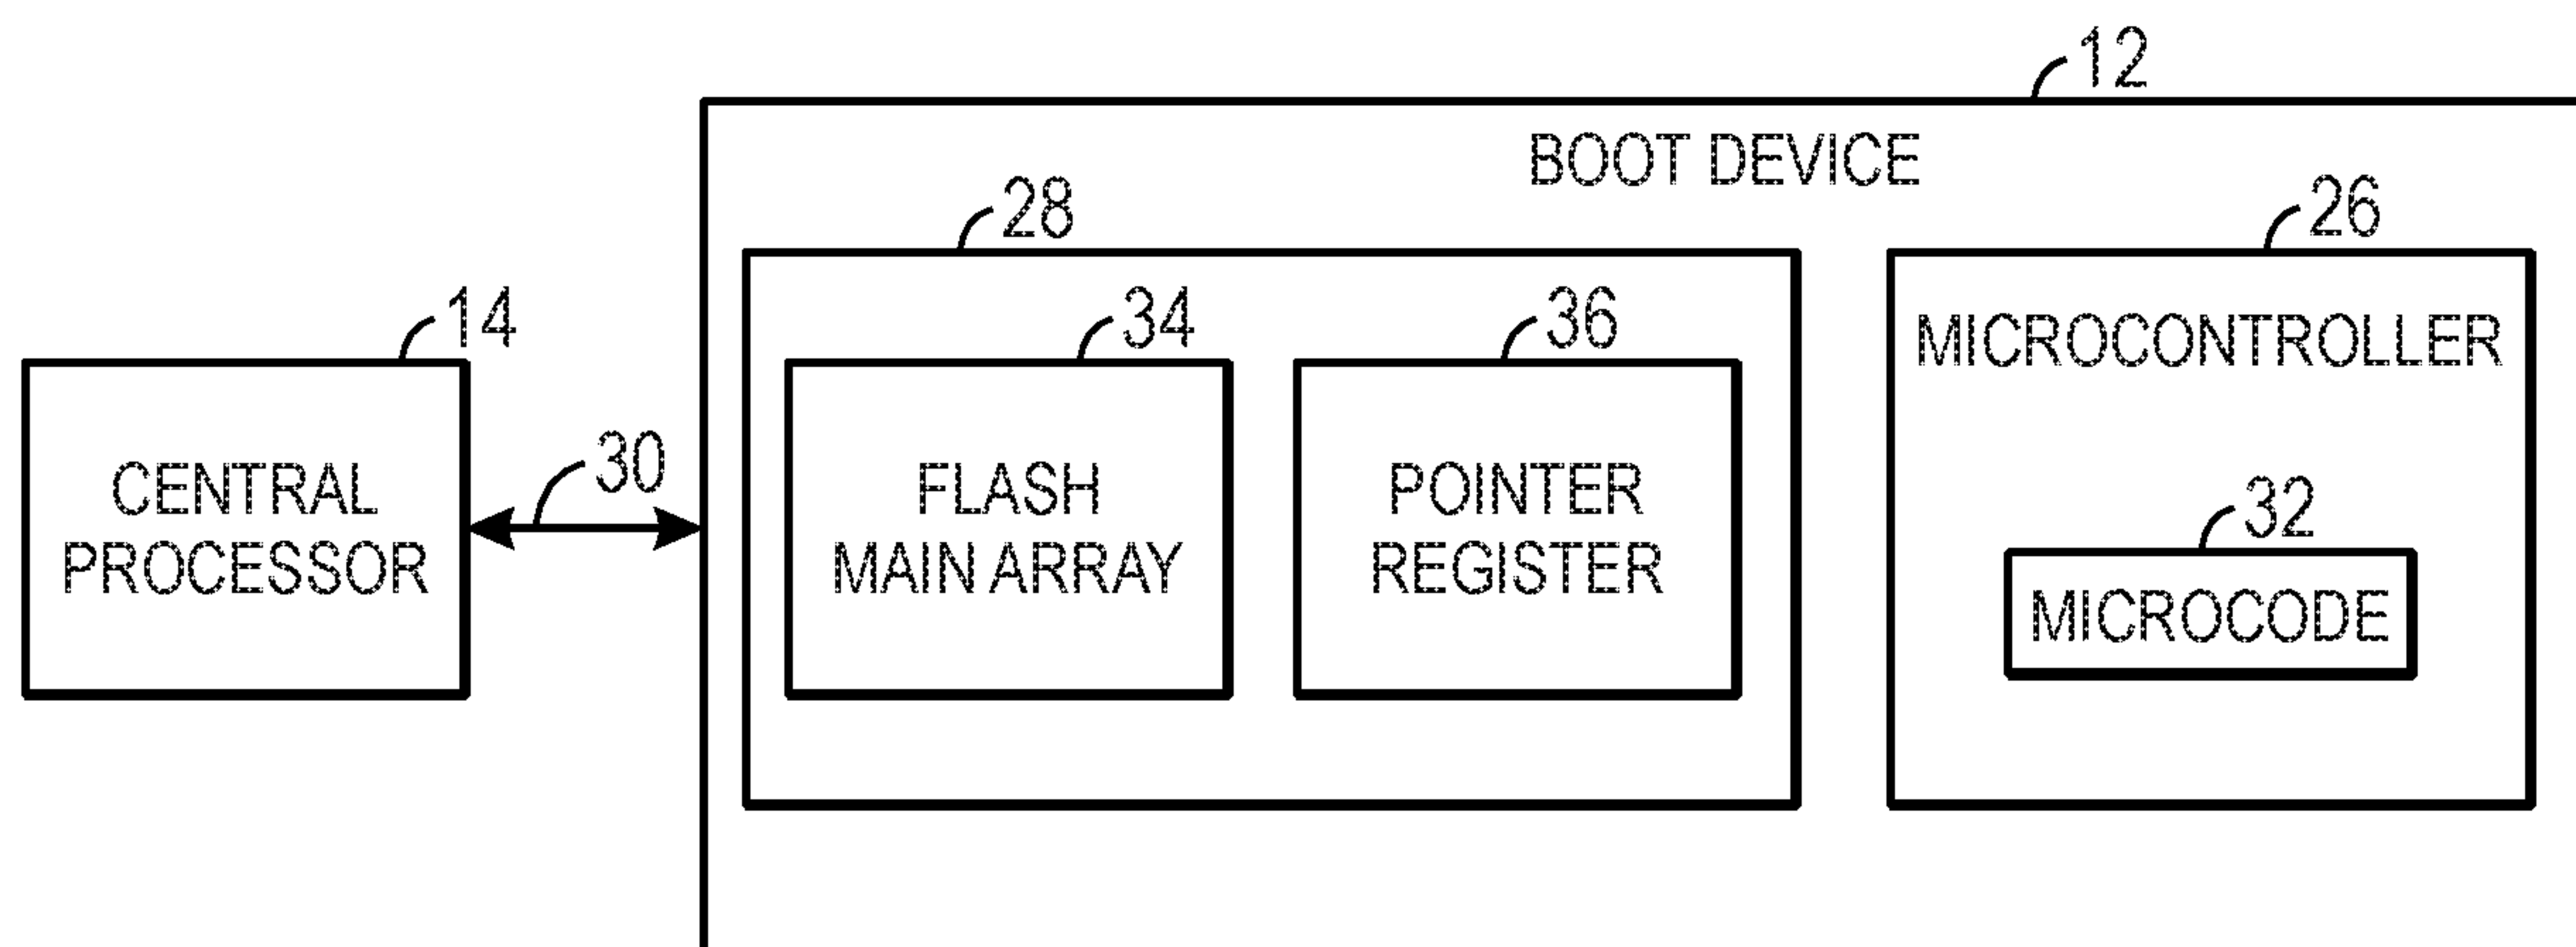 12
BOOT DEVICE
28
26
14
34
36
MICROCONTROLLER
30
CENTRAL
PROCESSOR
FLASH
MAIN ARRAY
POINTER
REGISTER
32
MICROCODE